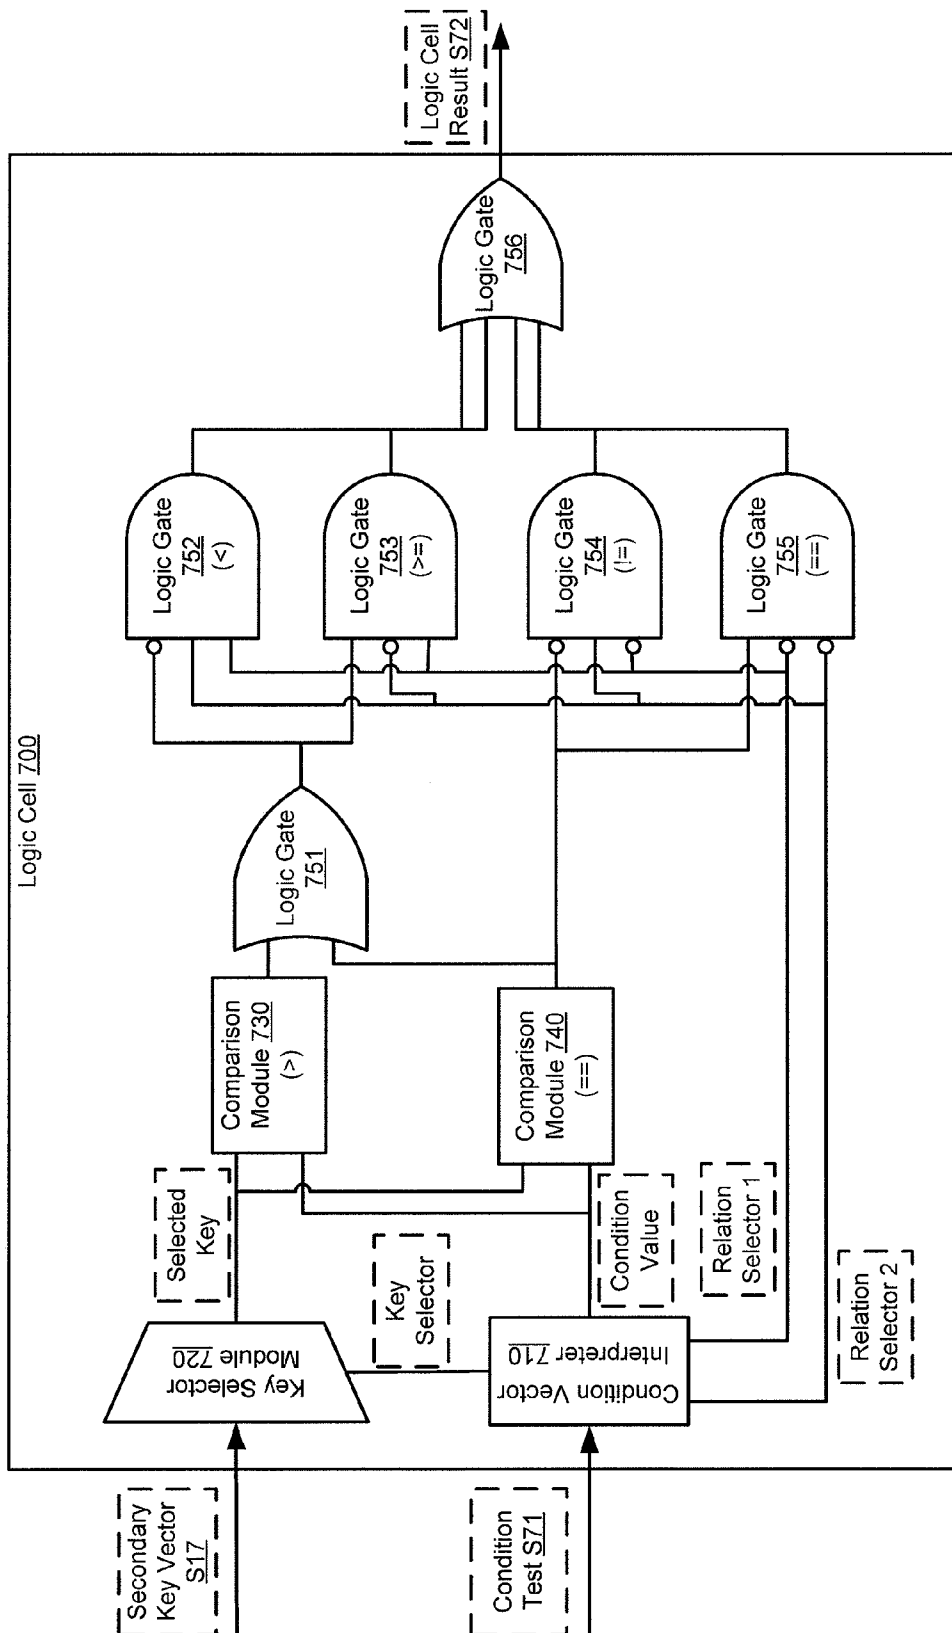 Logic Cell 700
Secondary
Key Vector
S17
Condition
Test S71
Key Selector
Module 720
Condition Vector
Interpreter 710
Selected
Key
Key
Selector
Condition
Value
Relation
Selector 1
Relation
Selector 2
Comparison
Module 730
(>)
Comparison
Module 740
(==)
Logic Gate
751
Logic Gate
752
(<)
Logic Gate
753
(>=)
Logic Gate
754
(!=)
Logic Gate
755
(==)
Logic Gate
756
Logic Cell
Result S72